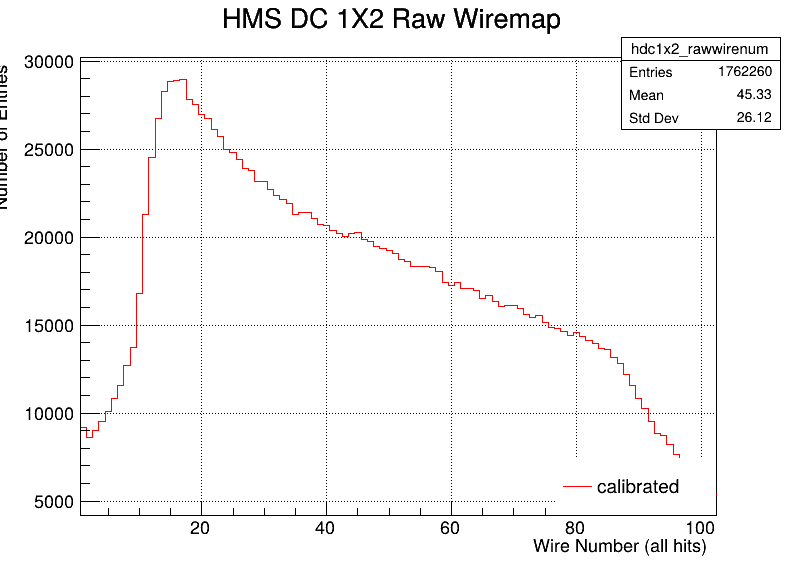 HMS DC 1X2 Raw Wiremap
hdc1x2_rawwirenum
Entries 1762260
Mean 45.33
Std Dev 26.12
Number of Entries
30000
25000
20000
15000
10000
5000
calibrated
20 40 60 80 100
Wire Number (all hits)